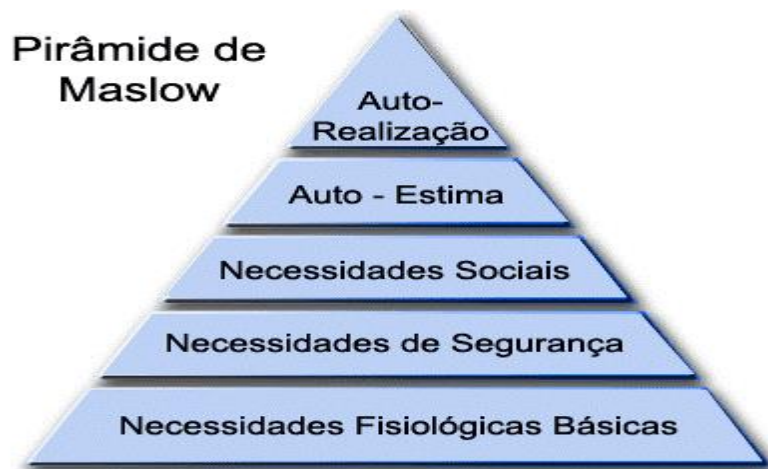 Pirâmide de
Maslow
Auto-
Realização
Auto - Estima
Necessidades Sociais
Necessidades de Segurança
Necessidades Fisiológicas Básicas